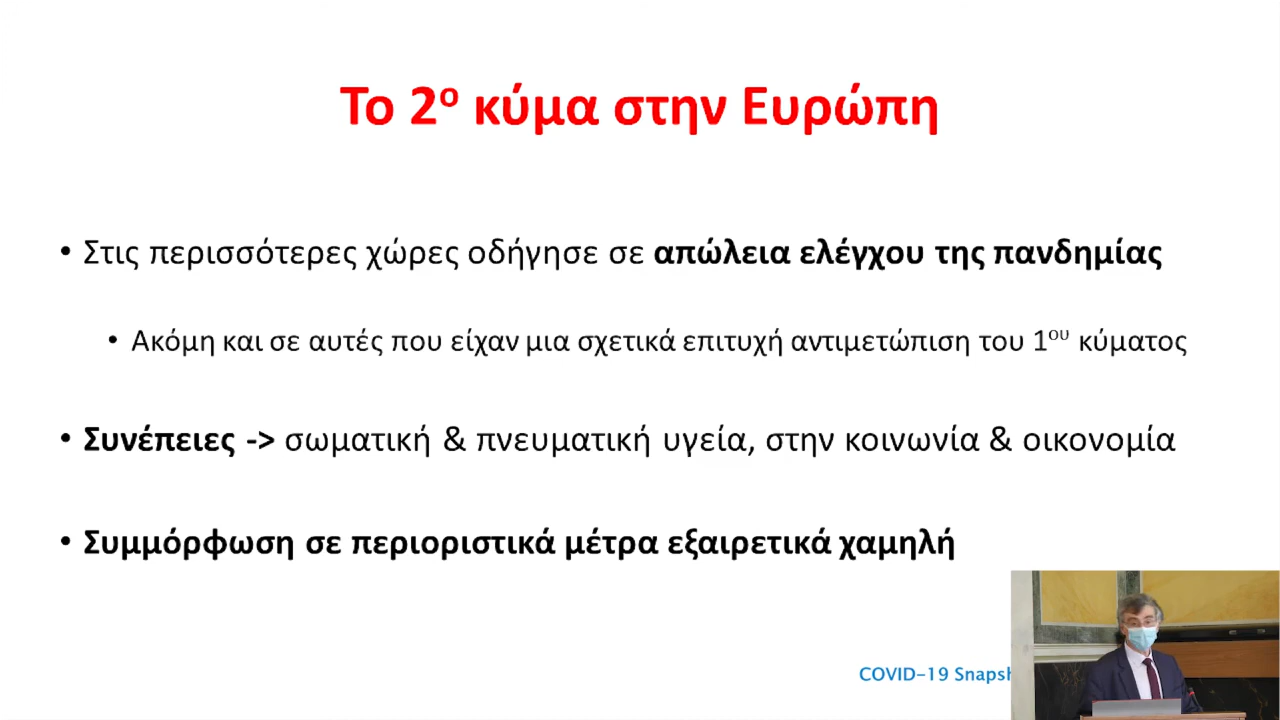 Το 2ο κύμα στην Ευρώπη
• Στις περισσότερες χώρες οδήγησε σε απώλεια ελέγχου της πανδημίας
• Ακόμη και σε αυτές που είχαν μια σχετικά επιτυχή αντιμετώπιση του 1ου κύματος
• Συνέπειες -> σωματική & πνευματική υγεία, στην κοινωνία & οικονομία
• Συμμόρφωση σε περιοριστικά μέτρα εξαιρετικά χαμηλή
COVID-19